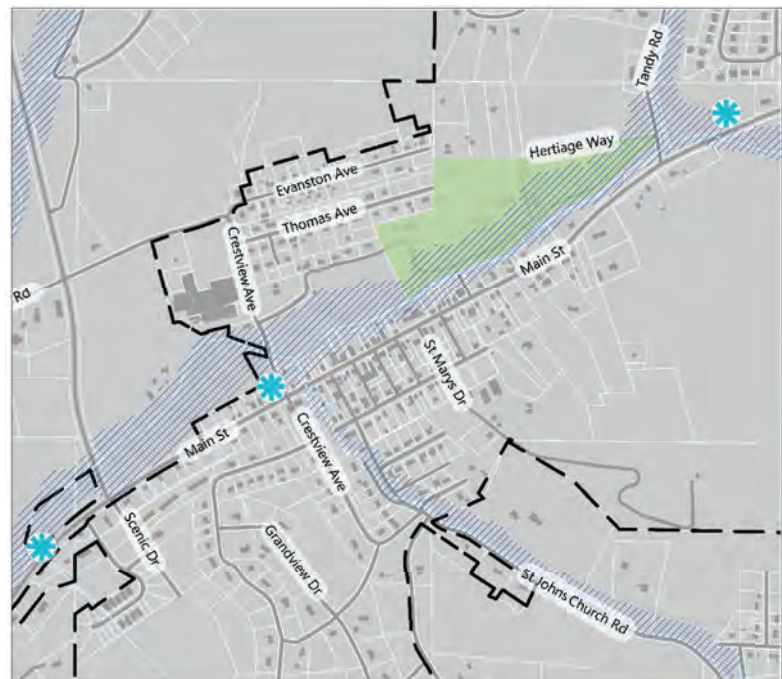 Tandy Rd
Hertiage Way
Evanston Ave
Thomas Ave
Crestview Ave
Main St
Rd
St Marys Dr
Main St
Crestview Ave
Scenic Dr
Grandview Dr
St Johns Church Rd